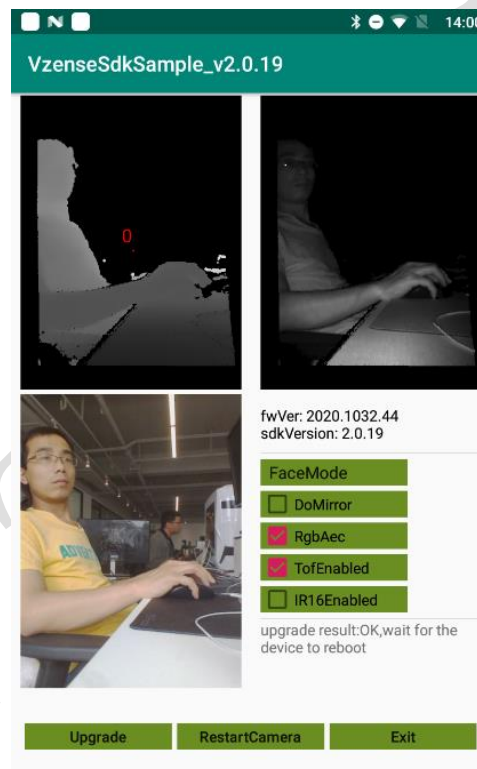 14:00
VzenseSdkSample_v2.0.19
0
fwVer: 2020.1032.44
sdkVersion: 2.0.19
FaceMode
DoMirror
RgbAec
TofEnabled
IR16Enabled
upgrade result:OK,wait for the
device to reboot
Upgrade
RestartCamera
Exit